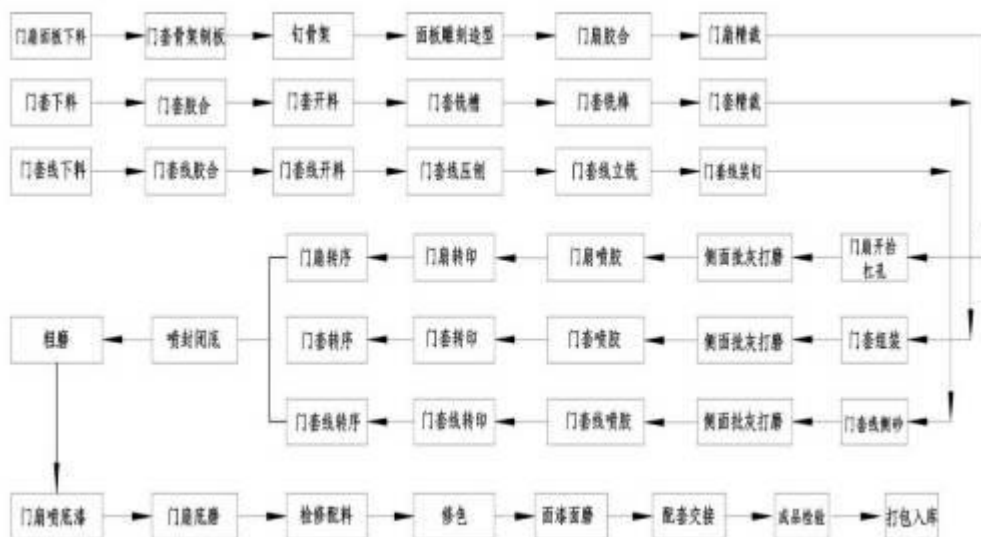 门扇面板下料
门套骨架制板
钉骨架
面板雕刻造型
门扇胶合
门扇精裁
门套下料
门套胶合
门套开料
门套铣槽
门套铣榫
门套精裁
门套线下料
门套线胶合
门套线开料
门套线压刨
门套线立铣
门套线装钉
门扇转序
门扇转印
门扇喷胶
侧面批灰打磨
门扇开抬
杠孔
粗磨
喷封闭底
门套转序
门套转印
门套喷胶
侧面批灰打磨
门套组装
门套线转序
门套线转印
门套线喷胶
侧面批灰打磨
门套线侧砂
门扇喷底漆
门扇底磨
检修配料
修色
面漆面磨
配套交接
成品检验
打包入库